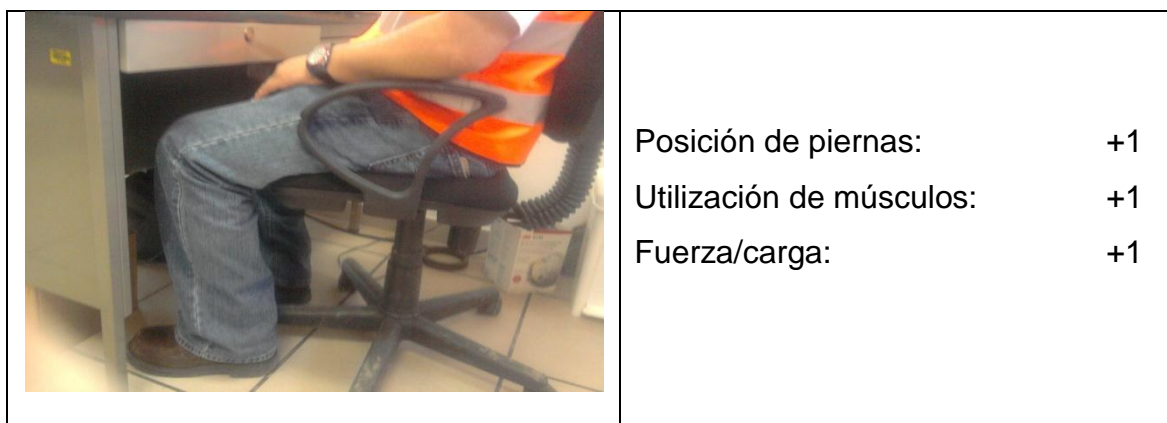 Posición de piernas: +1
Utilización de músculos: +1
Fuerza/carga: +1